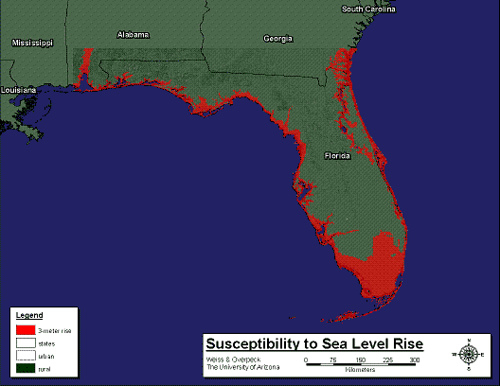 South Carolina
Mississippi
Alabama
Georgia
Louisiana
Florida
Legend
3-meter rise
states
urban
rural
Susceptibility to Sea Level Rise
Weiss & Overpeck
The University of Arizona
0 75 150 225 300
Kilometers
N